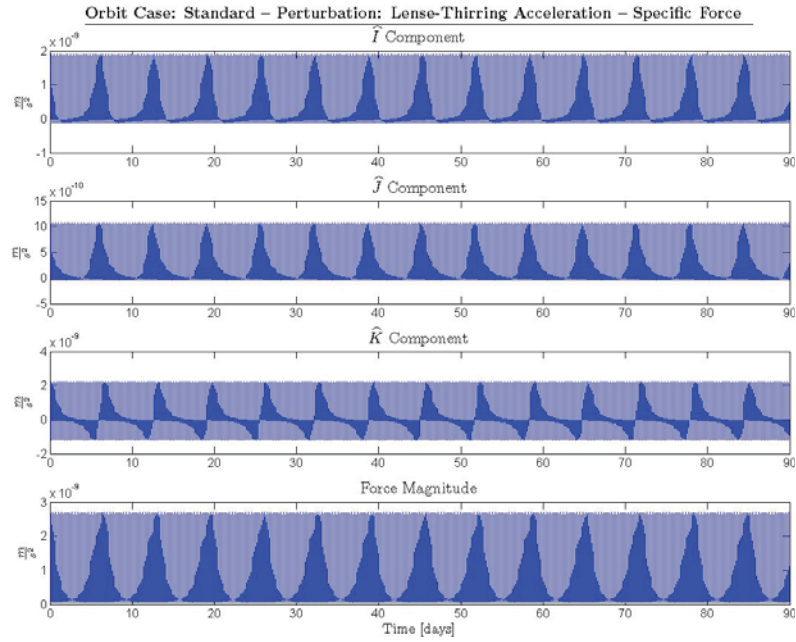 Orbit Case: Standard – Perturbation: Lense-Thirring Acceleration – Specific Force
Î Component
x 10⁻⁹
2
1
0
-1
m/s²
0 10 20 30 40 50 60 70 80 90
Ĵ Component
x 10⁻¹⁰
15
10
5
0
-5
m/s²
0 10 20 30 40 50 60 70 80 90
K̂ Component
x 10⁻⁹
4
2
0
-2
m/s²
0 10 20 30 40 50 60 70 80 90
Force Magnitude
x 10⁻⁹
3
2
1
0
m/s²
0 10 20 30 40 50 60 70 80 90
Time [days]